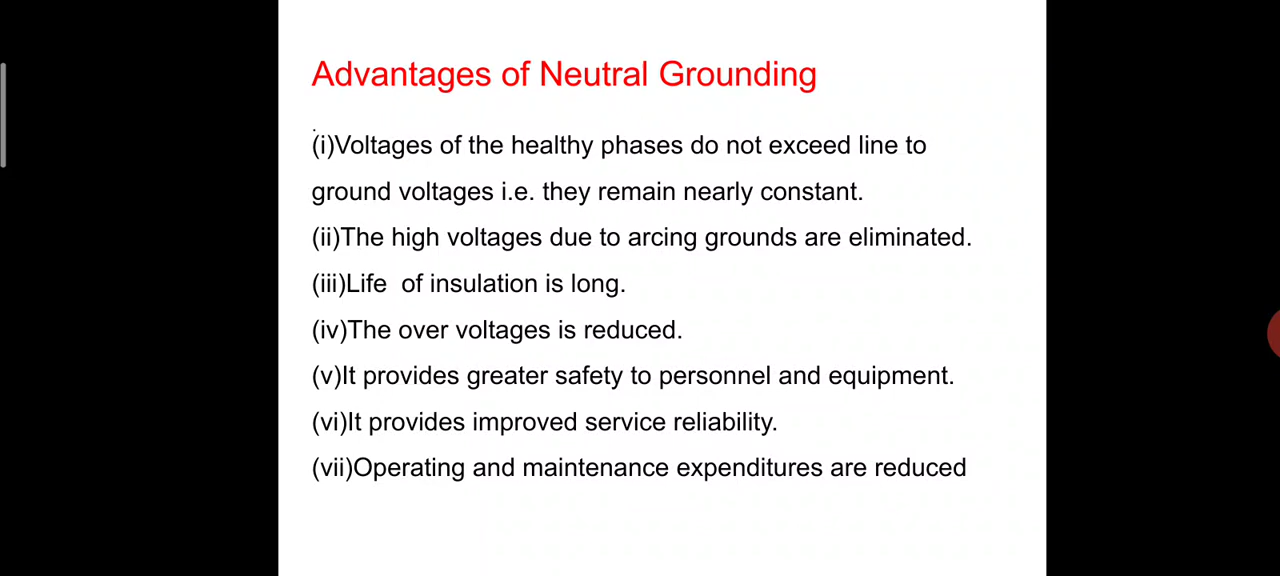 Advantages of Neutral Grounding
(i)Voltages of the healthy phases do not exceed line to
ground voltages i.e. they remain nearly constant.
(ii)The high voltages due to arcing grounds are eliminated.
(iii)Life  of insulation is long.
(iv)The over voltages is reduced.
(v)It provides greater safety to personnel and equipment.
(vi)It provides improved service reliability.
(vii)Operating and maintenance expenditures are reduced